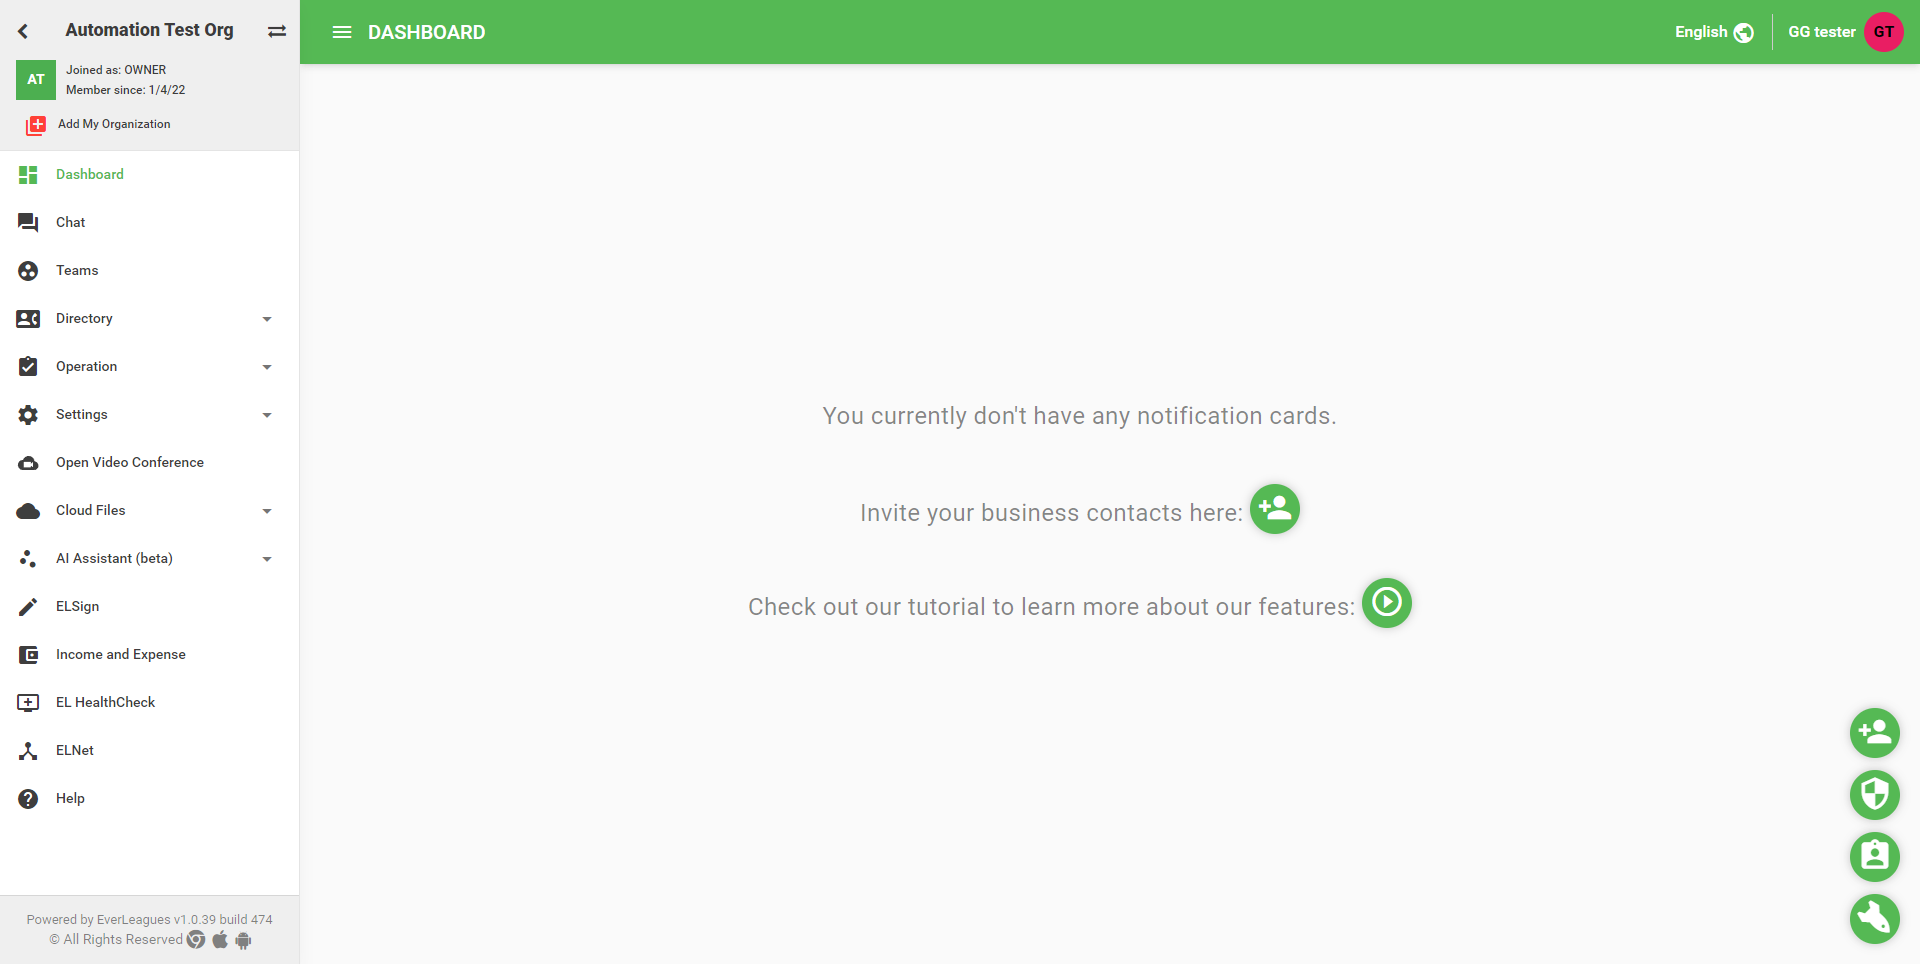 Automation Test Org
AT
Joined as: OWNER
Member since: 1/4/22
Add My Organization
Dashboard
Chat
Teams
Directory
Operation
Settings
Open Video Conference
Cloud Files
AI Assistant (beta)
ELSign
Income and Expense
EL HealthCheck
ELNet
Help
Powered by EverLeagues v1.0.39 build 474
© All Rights Reserved
DASHBOARD
English
GG tester
GT
You currently don't have any notification cards.
Invite your business contacts here:
Check out our tutorial to learn more about our features: